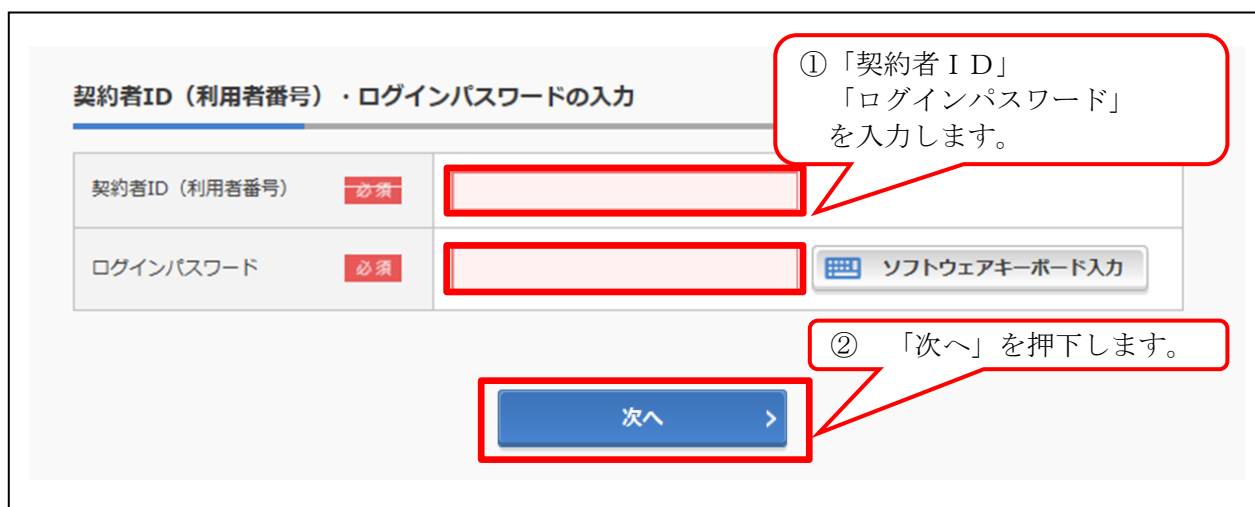 ①「契約者ＩＤ」
「ログインパスワード」
を入力します。
契約者ID（利用者番号）・ログインパスワードの入力
契約者ID（利用者番号） 必須
ログインパスワード 必須 ソフトウェアキーボード入力
② 「次へ」を押下します。
次へ